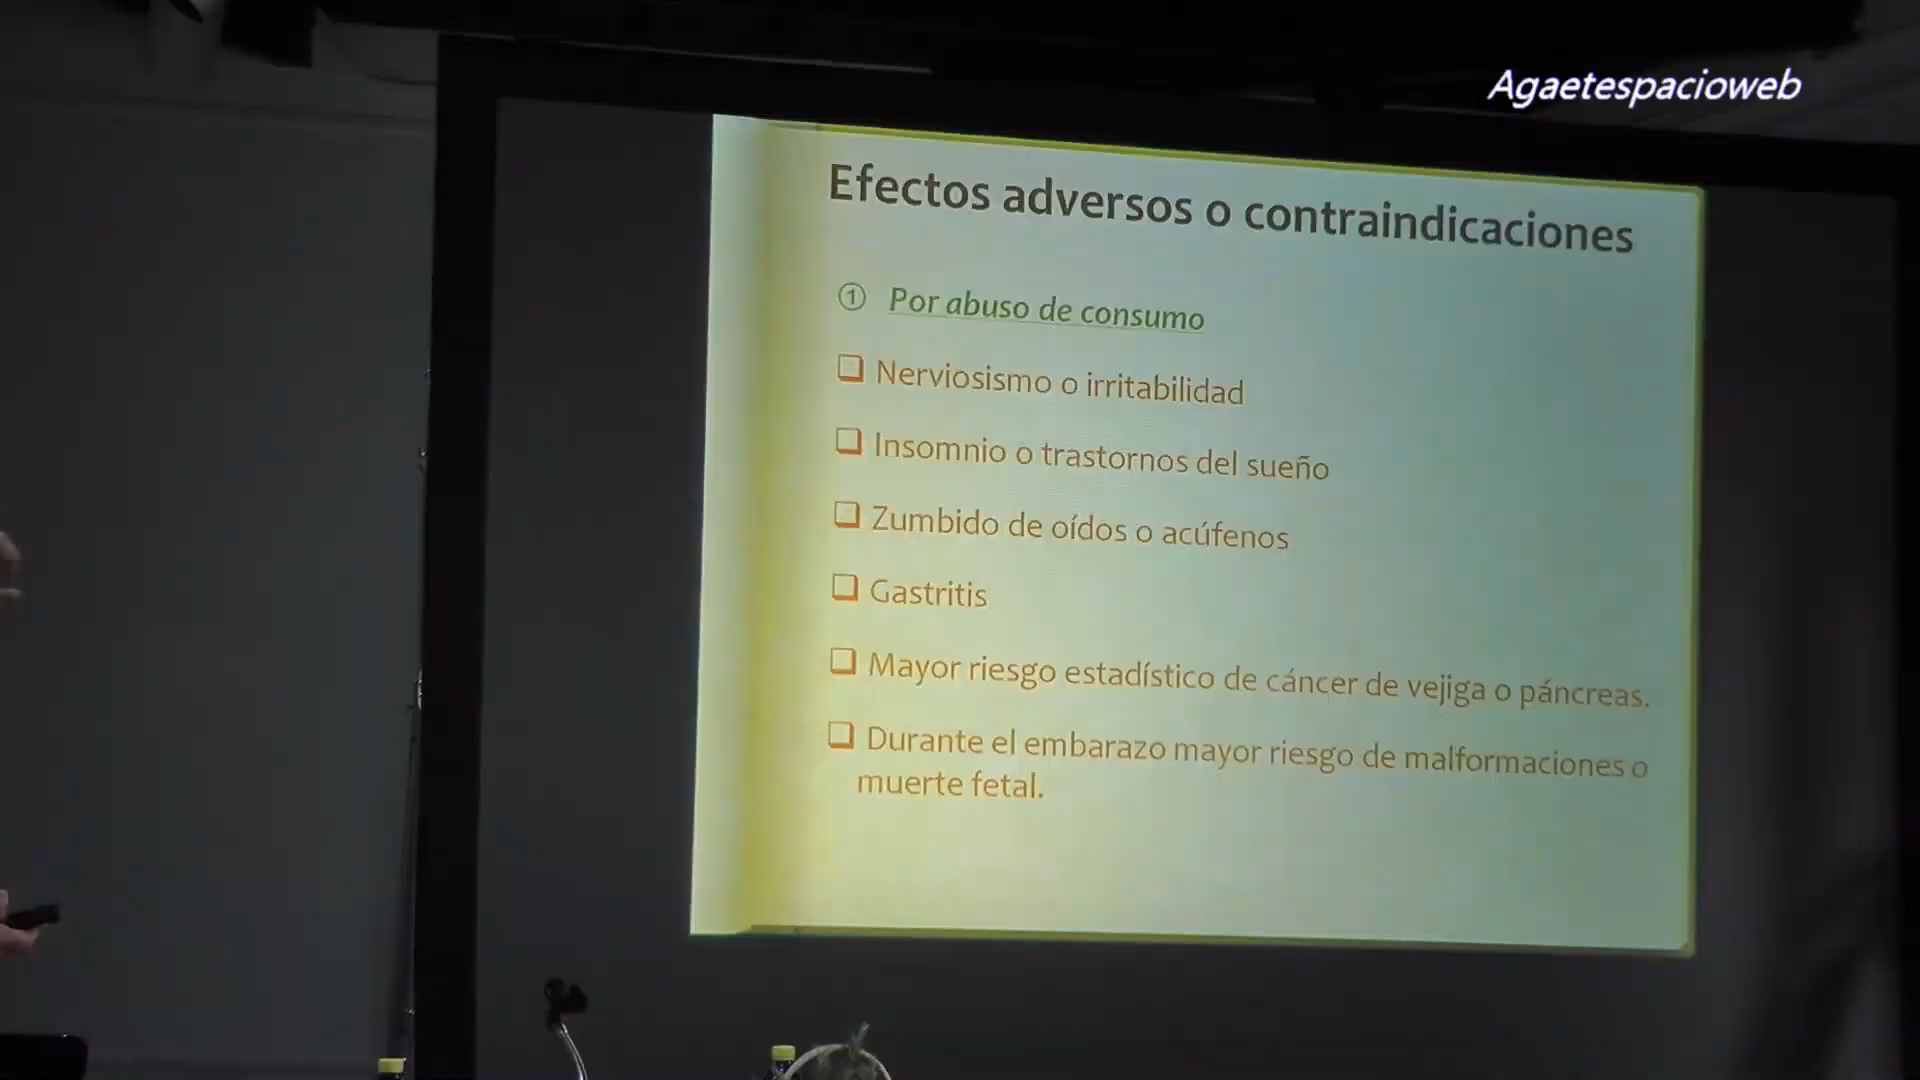 Agaetespacioweb
Efectos adversos o contraindicaciones
① Por abuso de consumo
❑ Nerviosismo o irritabilidad
❑ Insomnio o trastornos del sueño
❑ Zumbido de oídos o acúfenos
❑ Gastritis
❑ Mayor riesgo estadístico de cáncer de vejiga o páncreas.
❑ Durante el embarazo mayor riesgo de malformaciones o
muerte fetal.